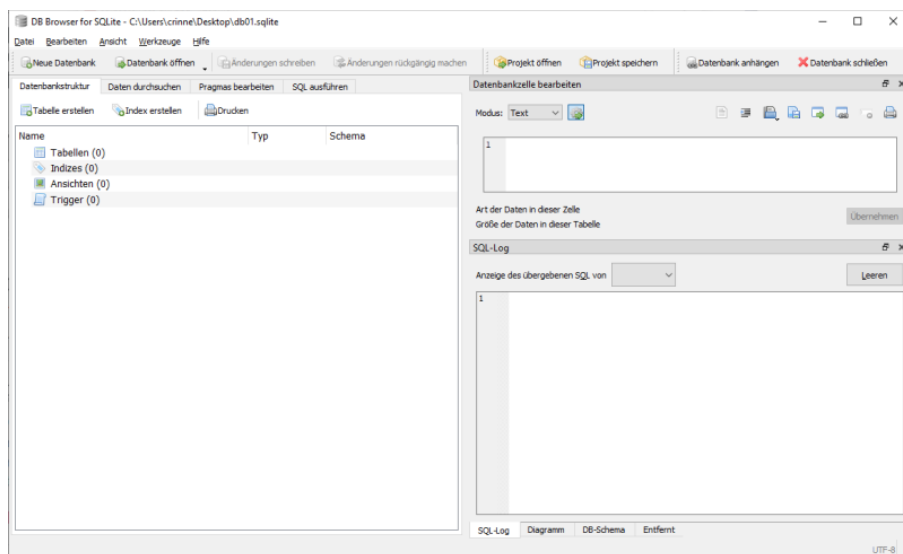 DB Browser for SQLite - C:\Users\crinne\Desktop\db01.sqlite
Datei Bearbeiten Ansicht Werkzeuge Hilfe
Neue Datenbank Datenbank öffnen Änderungen schreiben Änderungen rückgängig machen Projekt öffnen Projekt speichern Datenbank anhängen Datenbank schließen
Datenbankstruktur Daten durchsuchen Pragmas bearbeiten SQL ausführen
Tabelle erstellen Index erstellen Drucken
Name Typ Schema
Tabellen (0)
Indizes (0)
Ansichten (0)
Trigger (0)
Datenbankzelle bearbeiten
Modus: Text
1
Art der Daten in dieser Zelle
Größe der Daten in dieser Tabelle
Übernehmen
SQL-Log
Anzeige des übergebenen SQL von
Leeren
1
SQL-Log Diagramm DB-Schema Entfernt
UTF-8